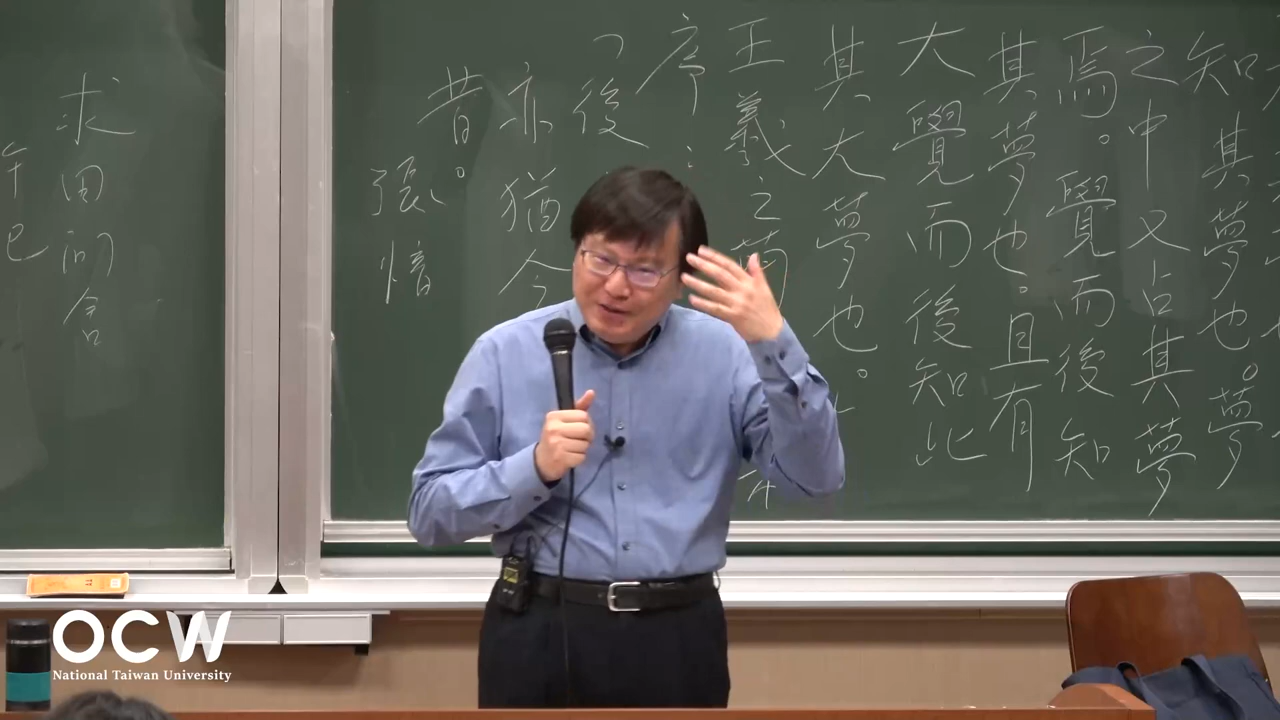 知其夢也。夢
之中又占其夢
焉。覺而後知
其夢也。且有
大覺而後知此
其大夢也。
王羲之
序：
「後
亦猶今
昔。
張
求田問舍
OCW
National Taiwan University